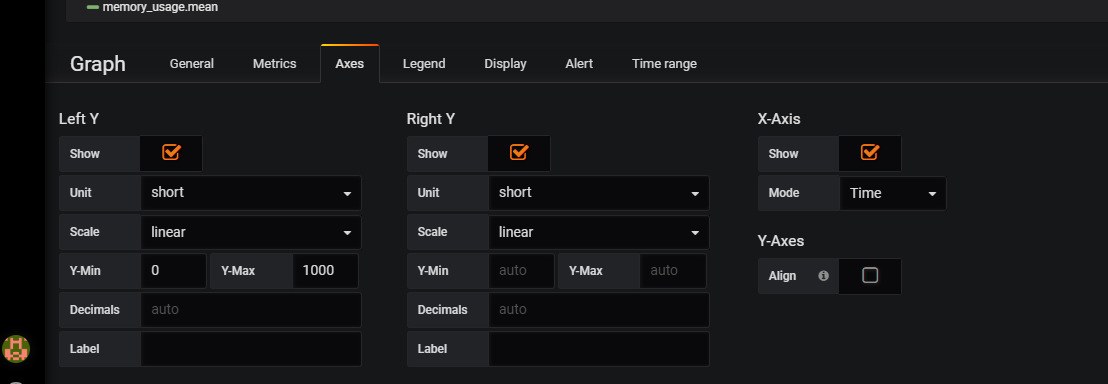 memory_usage.mean
Graph General Metrics Axes Legend Display Alert Time range
Left Y Right Y X-Axis
Show Show Show
Unit short Unit short Mode Time
Scale linear Scale linear
Y-Axes
Y-Min 0 Y-Max 1000 Y-Min auto Y-Max auto Align
Decimals auto Decimals auto
Label Label